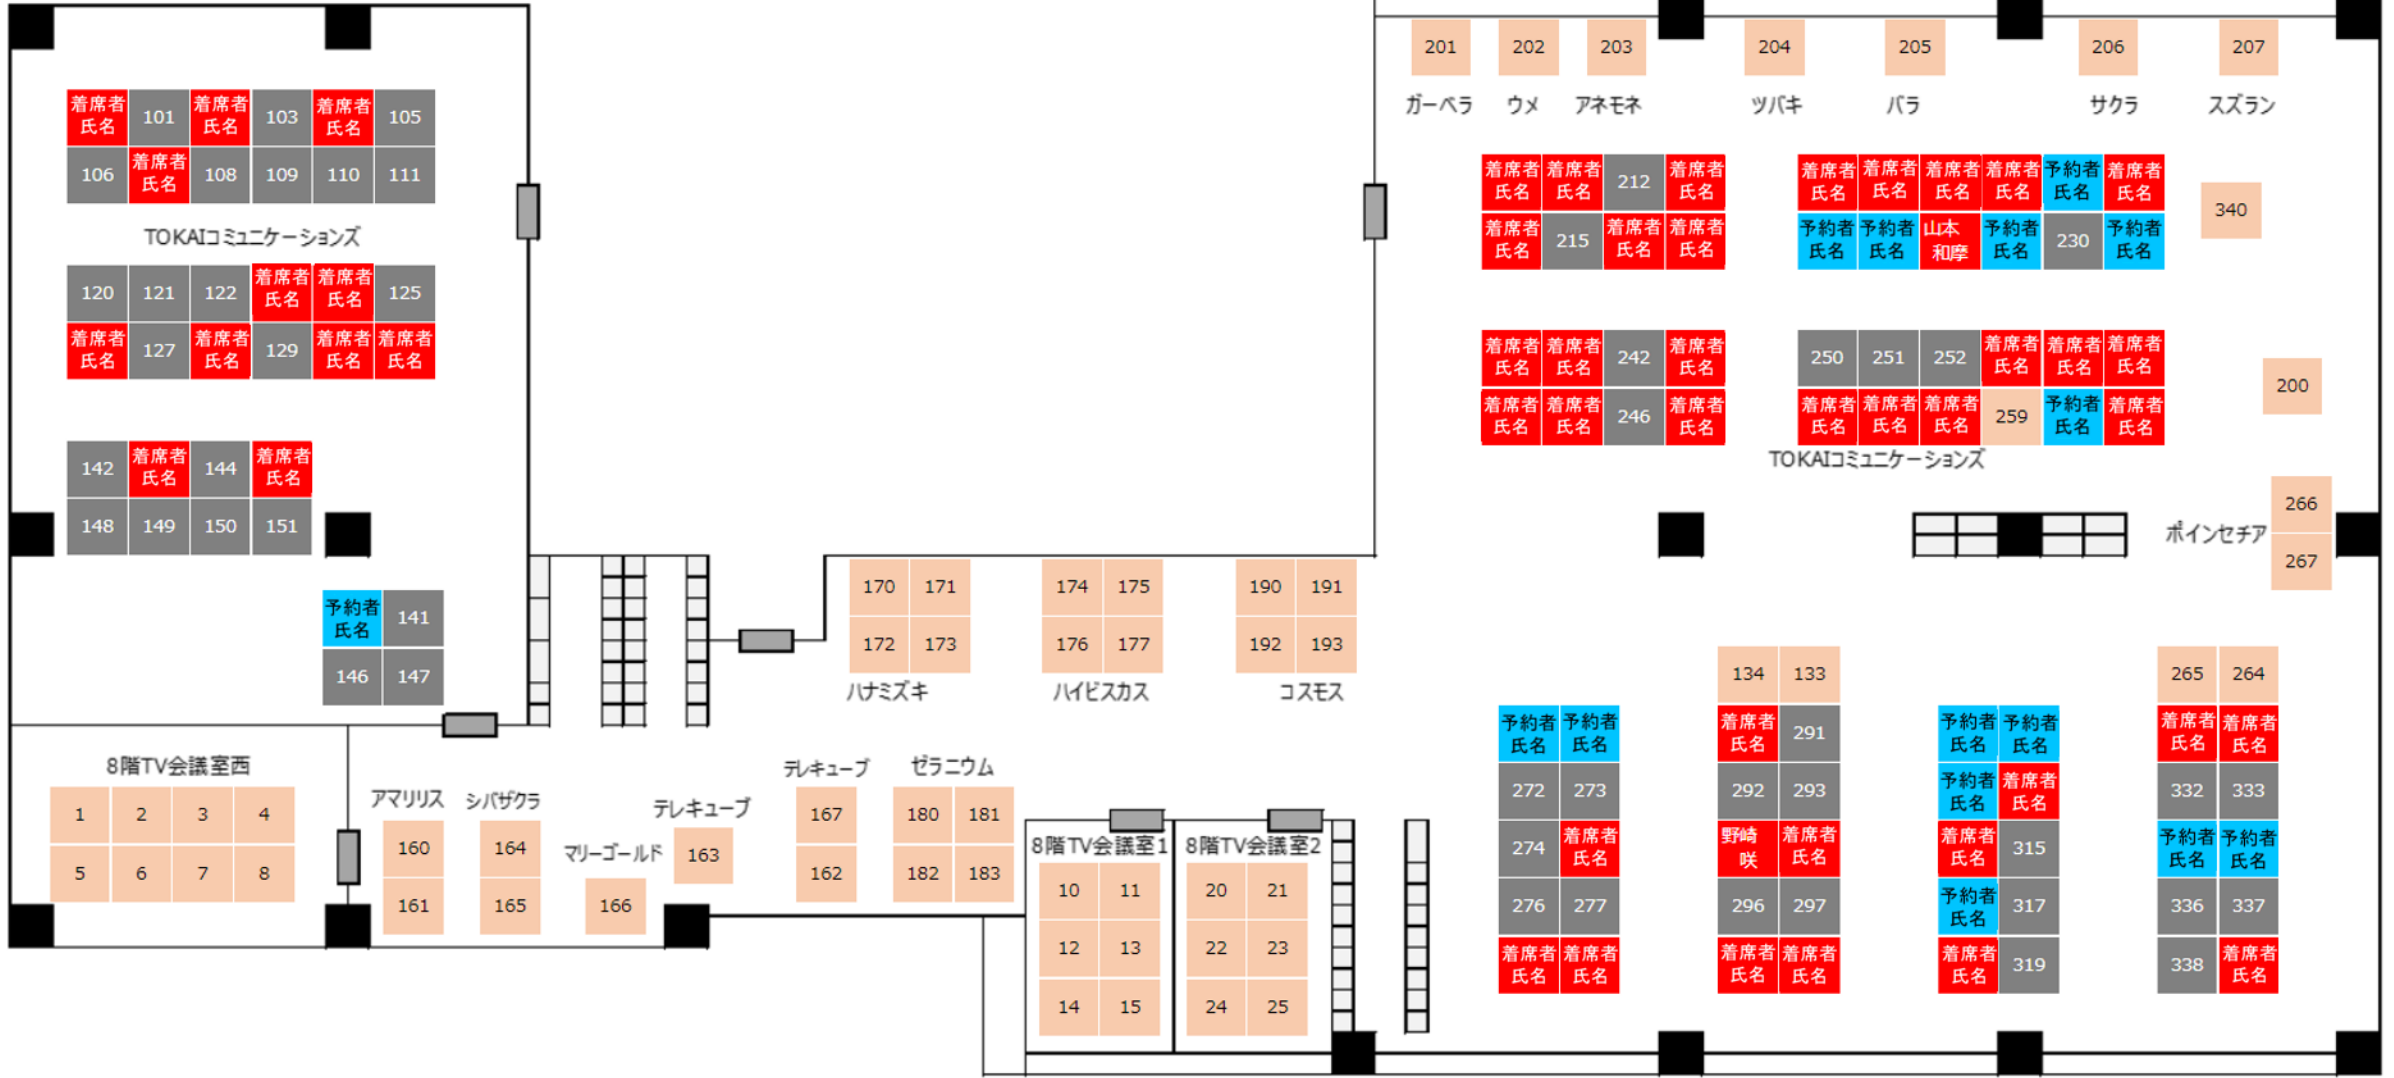 201 202 203 204 205 206 207
ガーベラ ウメ アネモネ ツバキ バラ サクラ スズラン
着席者 101 着席者 103 着席者 105
氏名 氏名 氏名
106 着席者 108 109 110 111
氏名
TOKAIコミュニケーションズ
120 121 122 着席者 着席者 125
氏名 氏名
着席者 127 着席者 129 着席者 着席者
氏名 氏名 氏名 氏名
142 着席者 144 着席者
氏名 氏名
148 149 150 151
予約者 141
氏名
146 147
着席者 着席者 212 着席者
氏名 氏名 氏名
着席者 215 着席者 着席者
氏名 氏名 氏名
着席者 着席者 着席者 着席者 予約者 着席者
氏名 氏名 氏名 氏名 氏名 氏名
予約者 予約者 山本 予約者 230 予約者
氏名 氏名 和摩 氏名 氏名
340
着席者 着席者 242 着席者
氏名 氏名 氏名
着席者 着席者 246 着席者
氏名 氏名 氏名
250 251 252 着席者 着席者 着席者
氏名 氏名 氏名
着席者 着席者 着席者 259 予約者 着席者
氏名 氏名 氏名 氏名 氏名
TOKAIコミュニケーションズ
200
ポインセチア
266
267
170 171
172 173
ハナミズキ
174 175
176 177
ハイビスカス
190 191
192 193
コスモス
8階TV会議室西
1 2 3 4
5 6 7 8
アマリリス
160
161
シバザクラ
164
165
マリーゴールド
166
テレキューブ
163
テレキューブ
167
162
ゼラニウム
180 181
182 183
8階TV会議室1
10 11
12 13
14 15
8階TV会議室2
20 21
22 23
24 25
予約者 予約者
氏名 氏名
272 273
274 着席者
氏名
276 277
着席者 着席者
氏名 氏名
134 133
着席者 291
氏名
292 293
野崎 着席者
咲 氏名
296 297
着席者 着席者
氏名 氏名
予約者 予約者
氏名 氏名
予約者 着席者
氏名 氏名
着席者 315
氏名
予約者 317
氏名
着席者 319
氏名
265 264
着席者 着席者
氏名 氏名
332 333
予約者 予約者
氏名 氏名
336 337
338 着席者
氏名